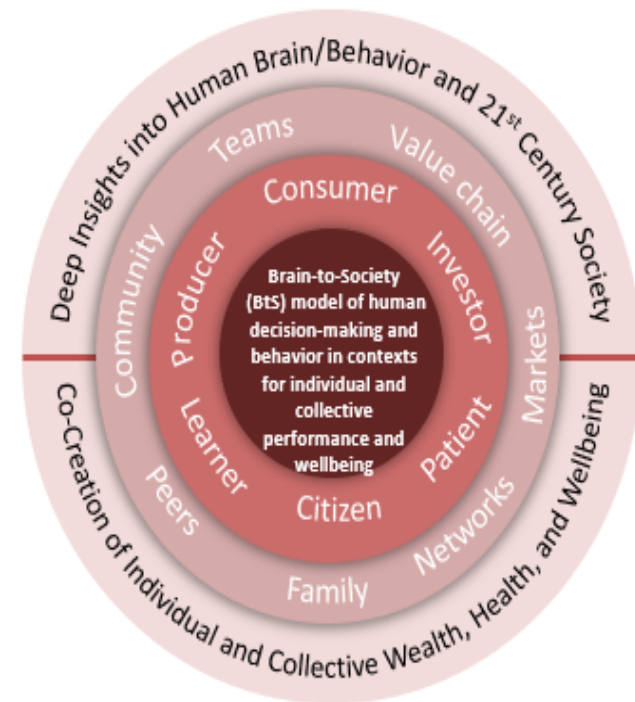 Deep Insights into Human Brain/Behavior and 21st Century Society
Teams
Value chain
Community
Markets
Peers
Networks
Family
Consumer
Producer
Investor
Learner
Patient
Citizen
Brain-to-Society
(BtS) model of human
decision-making and
behavior in contexts
for individual and
collective
performance and
wellbeing
Co-Creation of Individual and Collective Wealth, Health, and Wellbeing